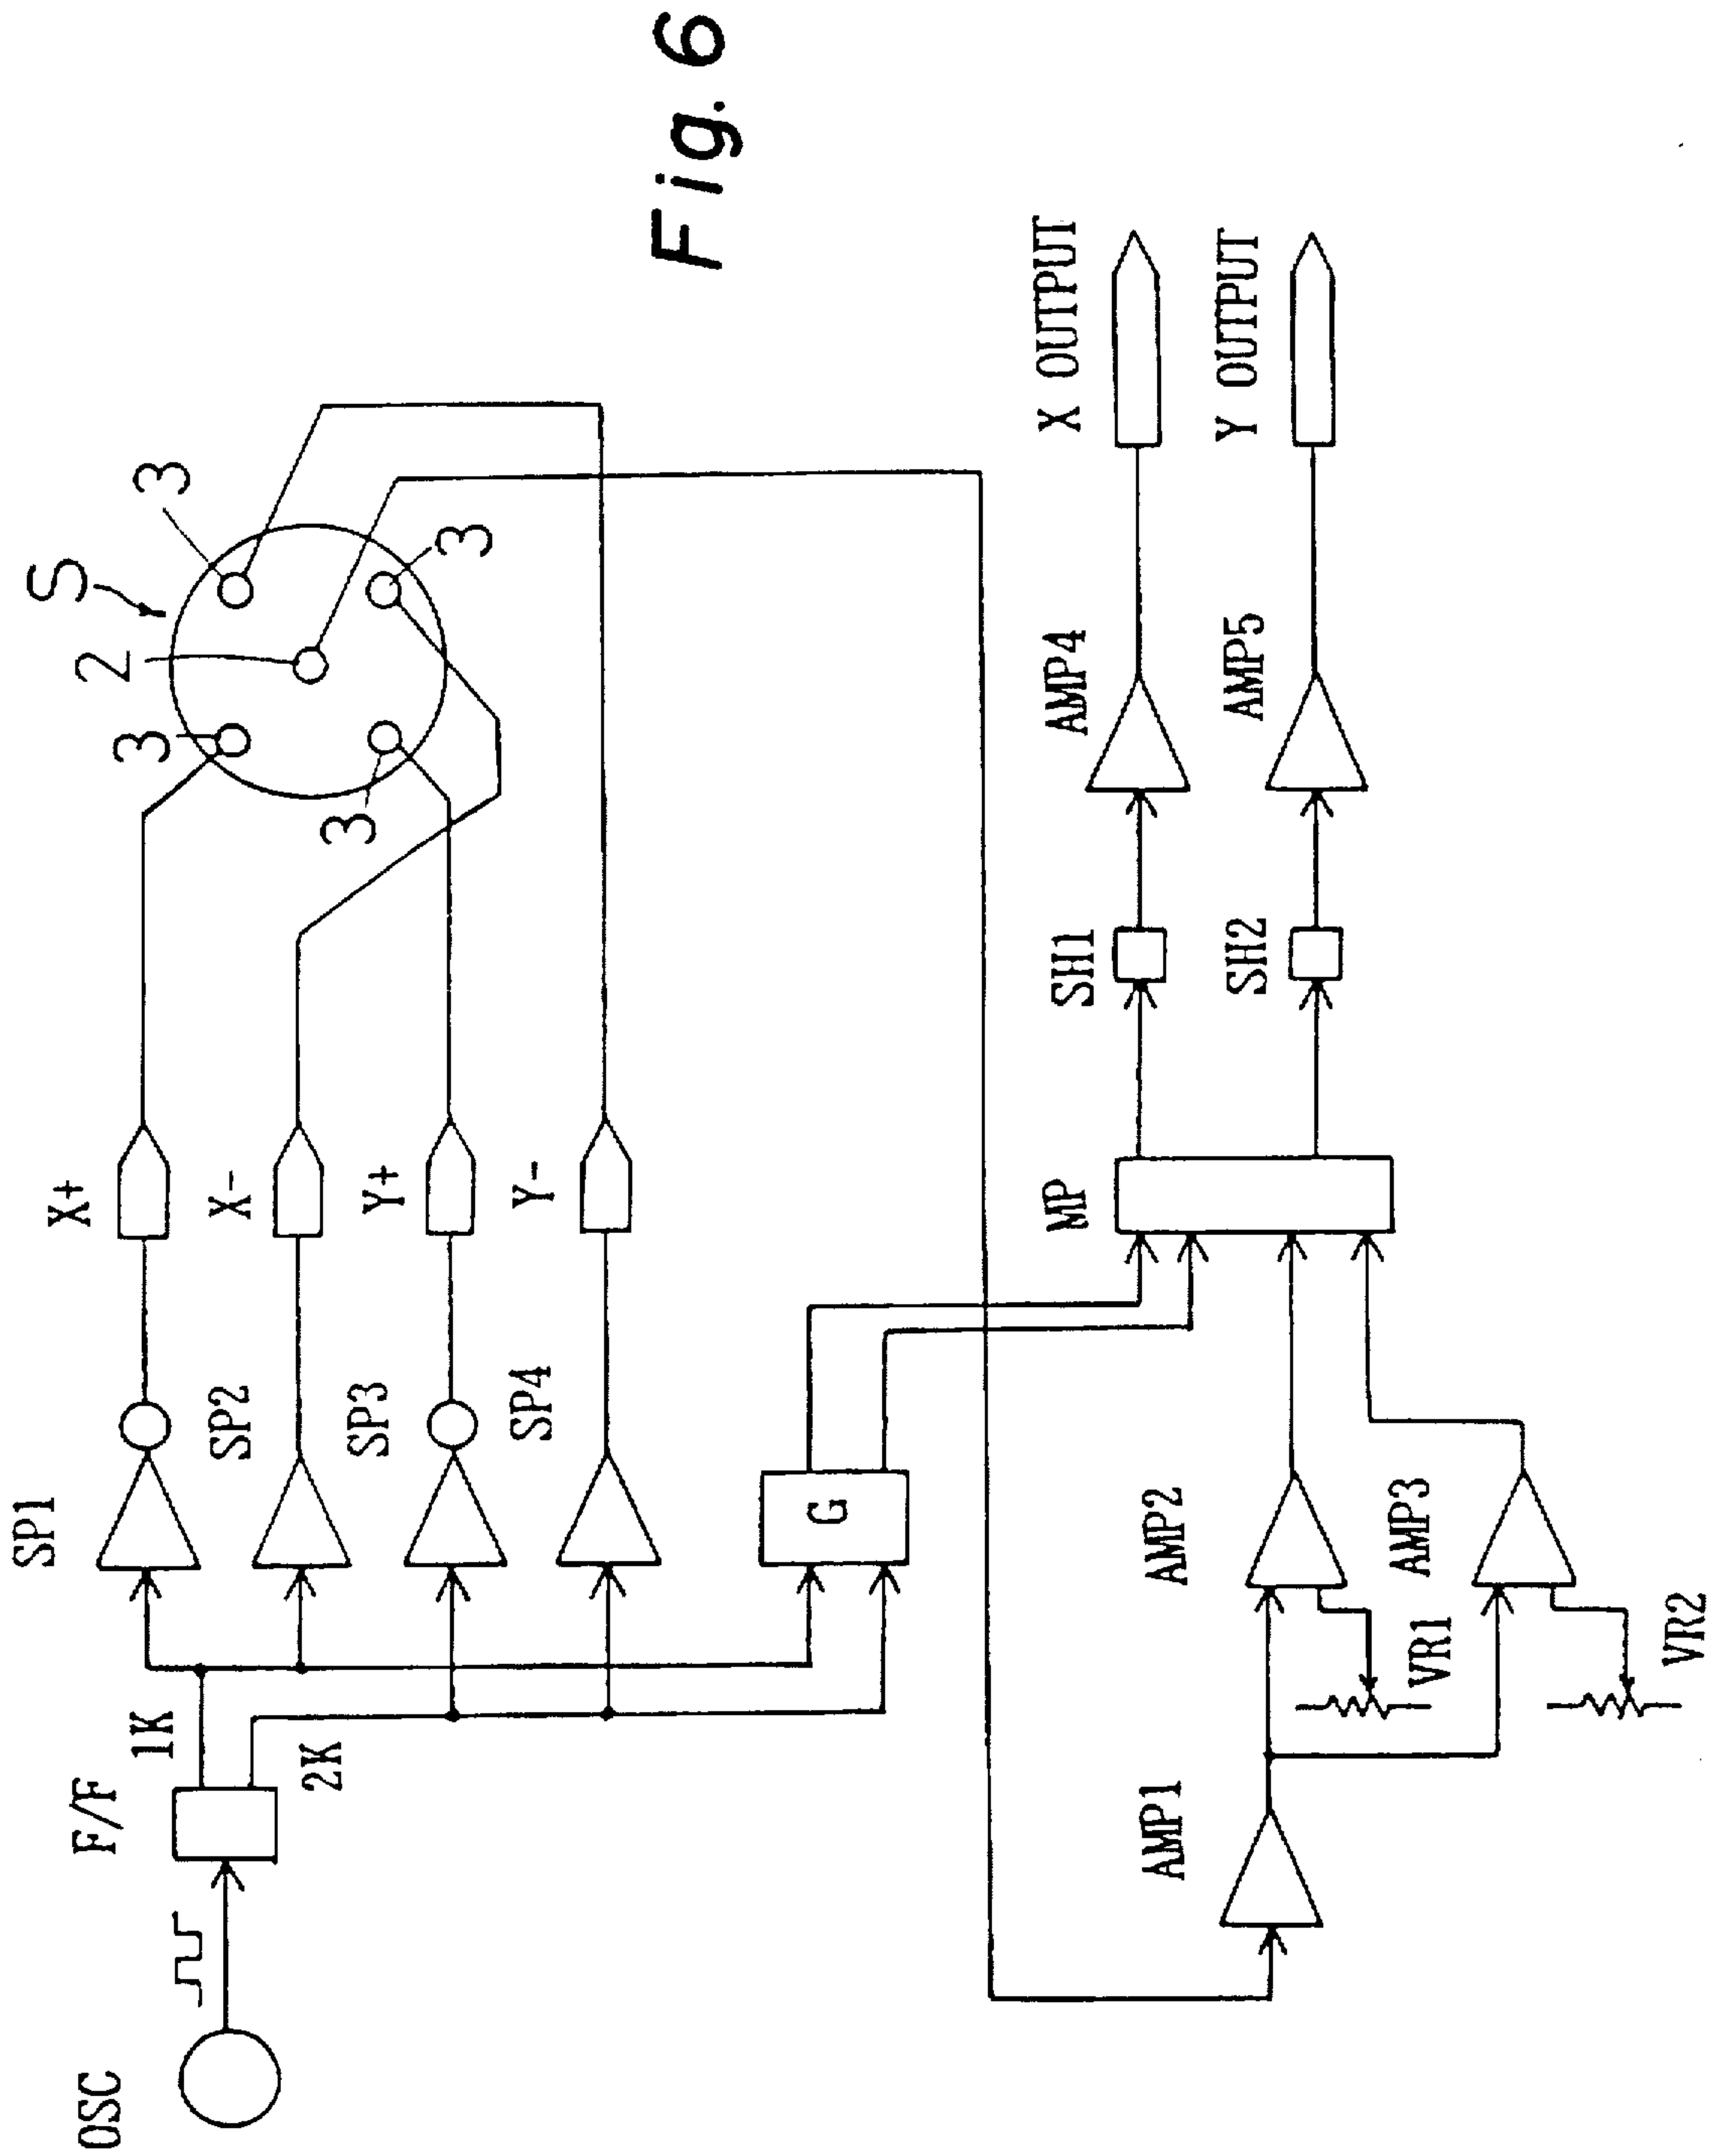 Fig. 6
OSC
F/F
1K
2K
SP1
SP2
SP3
SP4
X+
X-
Y+
Y-
S
2
3
3
3
3
G
MP
SH1
SH2
AMP1
AMP2
AMP3
VR1
VR2
AMP4
AMP5
X OUTPUT
Y OUTPUT